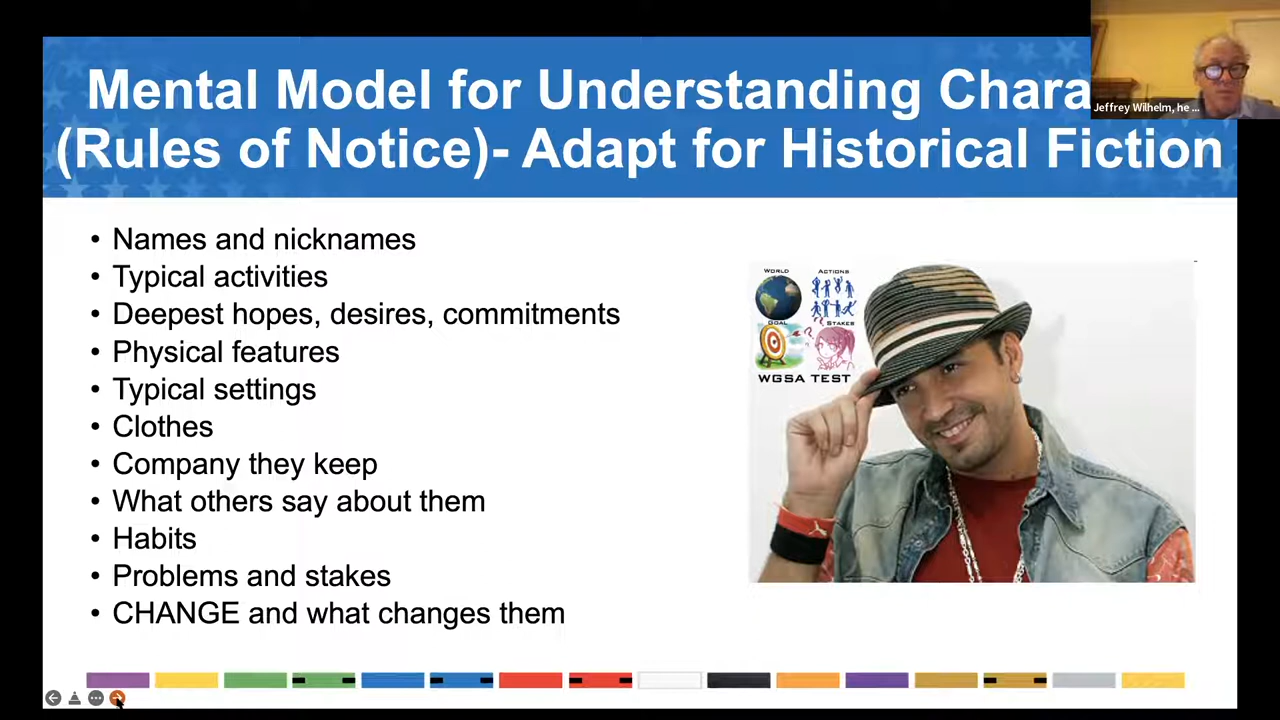 Mental Model for Understanding Chara
(Rules of Notice)- Adapt for Historical Fiction
Jeffrey Wilhelm, he ...
• Names and nicknames
• Typical activities
• Deepest hopes, desires, commitments
• Physical features
• Typical settings
• Clothes
• Company they keep
• What others say about them
• Habits
• Problems and stakes
• CHANGE and what changes them
WORLD
ACTIONS
GOAL
STAKES
WGSA TEST